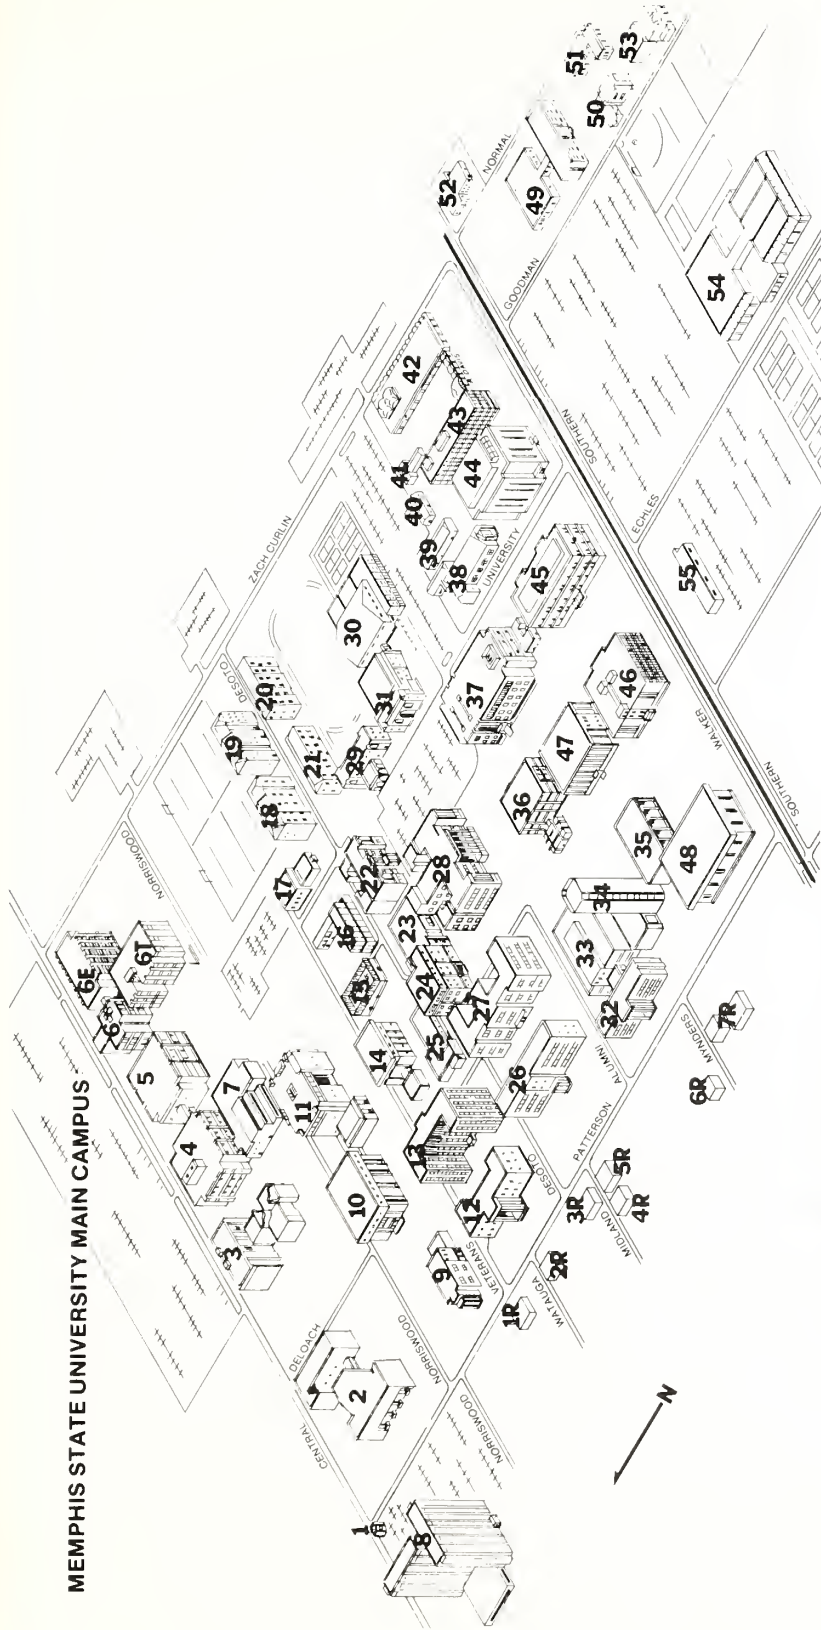 MEMPHIS STATE UNIVERSITY MAIN CAMPUS
1
8
NORRISWOOD
CENTRAL
DELOACH
2
NORRISWOOD
3
4
5
6
6E
6T
NORRISWOOD
7
9
VETERANS
10
11
12
13
14
15
16
17
18
19
20
DESOTO
ZACH CURLIN
21
22
23
24
25
26
27
28
29
30
31
DESOTO
WATAUGA
1R
2R
3R
4R
5R
MIDLAND
PATTERSON
ALUMNI
6R
7R
MYNDERS
32
33
34
35
48
36
47
46
37
45
UNIVERSITY
38
39
40
41
42
43
44
WALKER
SOUTHERN
SOUTHERN
ECHLES
GOODMAN
NORMAL
49
50
51
52
53
54
55
N